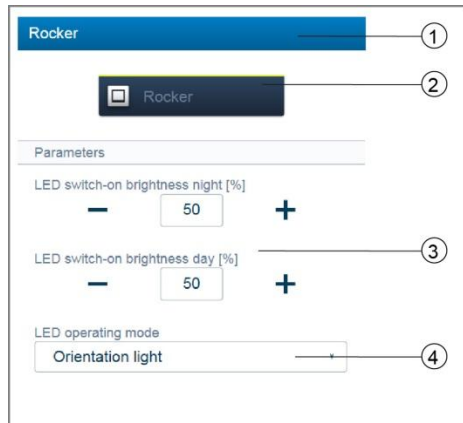 Rocker
1
Rocker
2
Parameters
LED switch-on brightness night [%]
− 50 +
3
LED switch-on brightness day [%]
− 50 +
LED operating mode
Orientation light
4